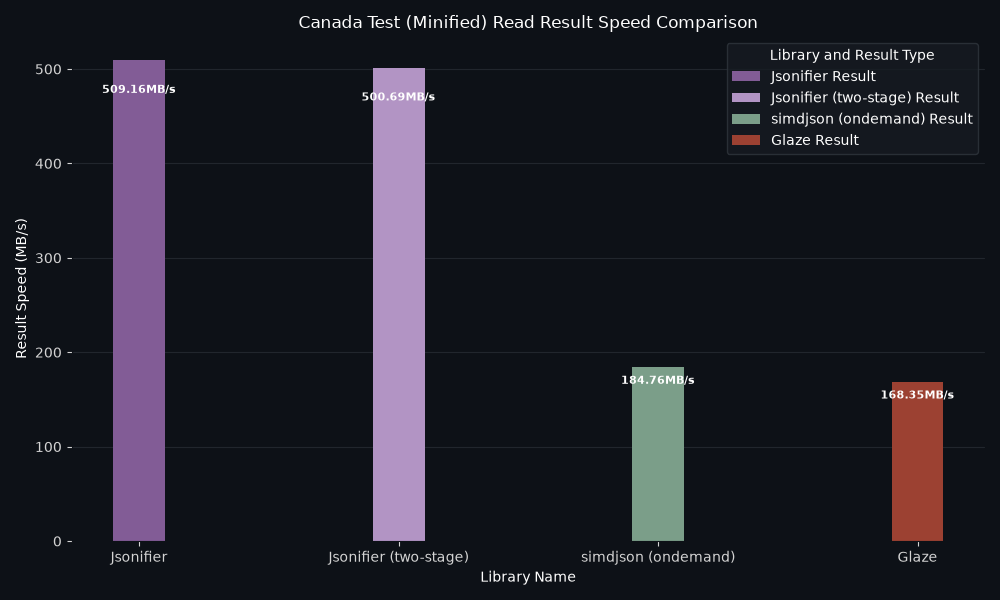 Canada Test (Minified) Read Result Speed Comparison
Library and Result Type
Jsonifier Result
Jsonifier (two-stage) Result
simdjson (ondemand) Result
Glaze Result
Result Speed (MB/s)
500
400
300
200
100
0
509.16MB/s
500.69MB/s
184.76MB/s
168.35MB/s
Jsonifier
Jsonifier (two-stage)
simdjson (ondemand)
Glaze
Library Name